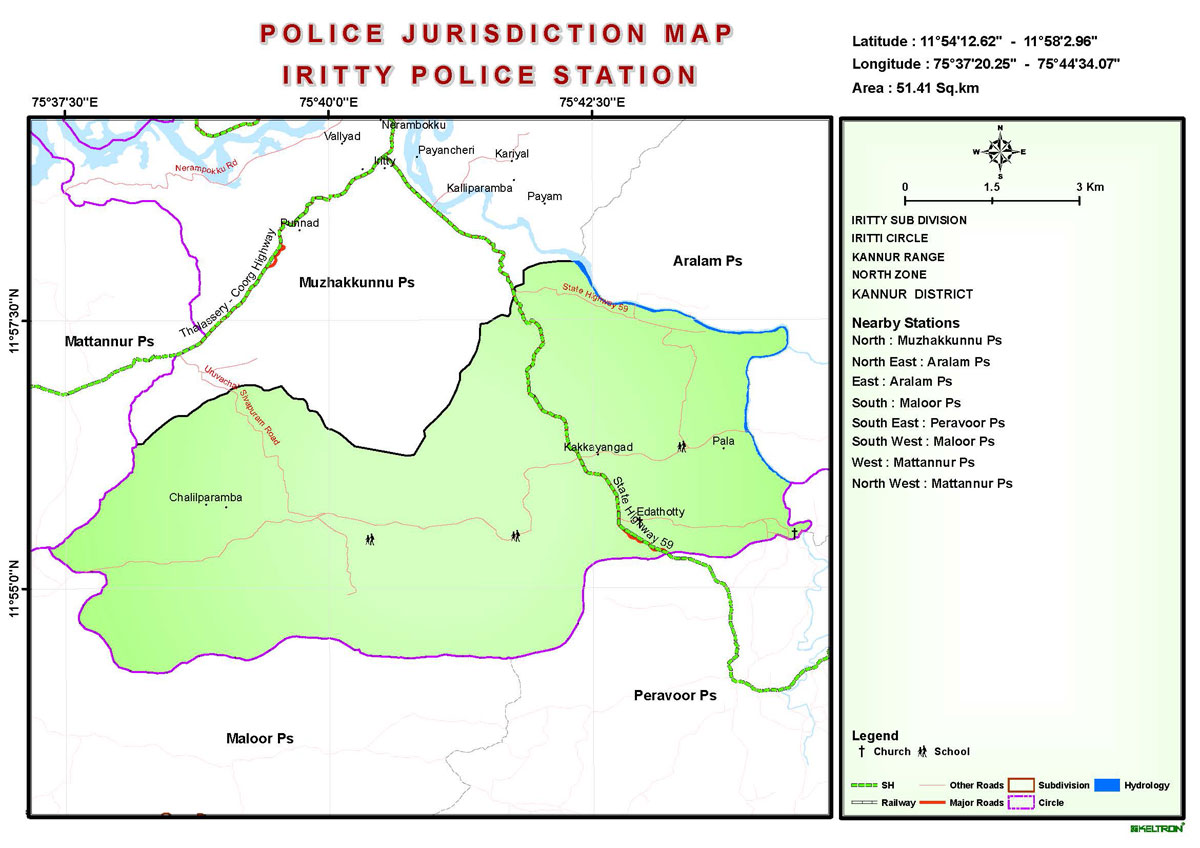 POLICE JURISDICTION MAP
IRITTY POLICE STATION
Latitude : 11°54'12.62" - 11°58'2.96"
Longitude : 75°37'20.25" - 75°44'34.07"
Area : 51.41 Sq.km
75°37'30"E
75°40'0"E
75°42'30"E
11°57'30"N
11°55'0"N
Nerambokku
Vallyad
Iritty
Payancheri
Kariyal
Nerampokku Rd
Kalliparamba
Payam
Punnad
Thalassery - Coorg Highway
Aralam Ps
Muzhakkunnu Ps
State Highway 59
Mattannur Ps
Uruvachal Sivapuram Road
Kakkayangad
Pala
Chalilparamba
State Highway 59
Edathotty
Peravoor Ps
Maloor Ps
N
W
E
S
0 1.5 3 Km
IRITTY SUB DIVISION
IRITTI CIRCLE
KANNUR RANGE
NORTH ZONE
KANNUR DISTRICT
Nearby Stations
North : Muzhakkunnu Ps
North East : Aralam Ps
East : Aralam Ps
South : Maloor Ps
South East : Peravoor Ps
South West : Maloor Ps
West : Mattannur Ps
North West : Mattannur Ps
Legend
Church School
SH Other Roads Subdivision Hydrology
Railway Major Roads Circle
KELTRON